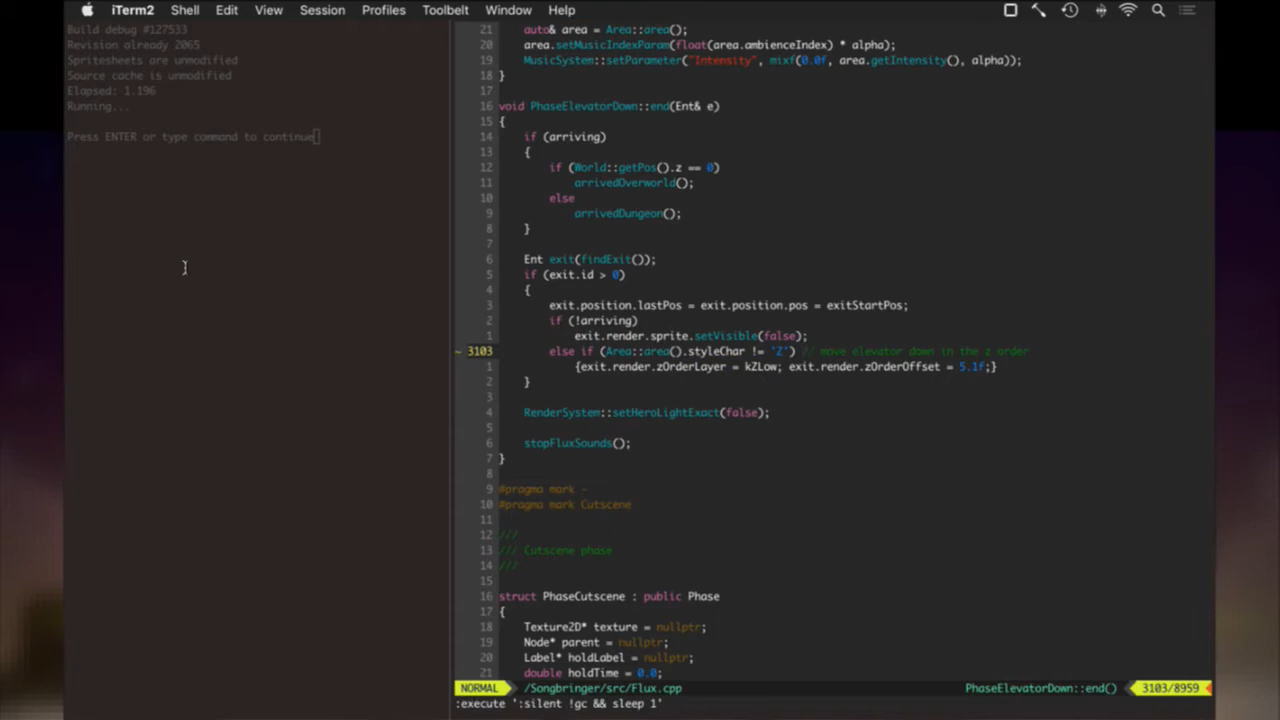 iTerm2 Shell Edit View Session Profiles Toolbelt Window Help
Build debug #127533
Revision already 2065
Spritesheets are unmodified
Source cache is unmodified
Elapsed: 1.196
Running...
Press ENTER or type command to continue
21 auto& area = Area::area();
20 area.setMusicIndexParam(float(area.ambienceIndex) * alpha);
19 MusicSystem::setParameter("Intensity", mixf(0.0f, area.getIntensity(), alpha));
18 }
17
16 void PhaseElevatorDown::end(Ent& e)
15 {
14 if (arriving)
13 {
12 if (World::getPos().z == 0)
11 arrivedOverworld();
10 else
9 arrivedDungeon();
8 }
7
6 Ent exit(findExit());
5 if (exit.id > 0)
4 {
3 exit.position.lastPos = exit.position.pos = exitStartPos;
2 if (!arriving)
1 exit.render.sprite.setVisible(false);
~ 3103 else if (Area::area().styleChar != 'Z') // move elevator down in the z order
1 {exit.render.zOrderLayer = kZLow; exit.render.zOrderOffset = 5.1f;}
2 }
3
4 RenderSystem::setHeroLightExact(false);
5
6 stopFluxSounds();
7 }
8
9 #pragma mark -
10 #pragma mark Cutscene
11
12 ///
13 /// Cutscene phase
14 ///
15
16 struct PhaseCutscene : public Phase
17 {
18 Texture2D* texture = nullptr;
19 Node* parent = nullptr;
20 Label* holdLabel = nullptr;
21 double holdTime = 0.0;
NORMAL /Songbringer/src/Flux.cpp PhaseElevatorDown::end() 3103/8959
:execute ':silent !gc && sleep 1'